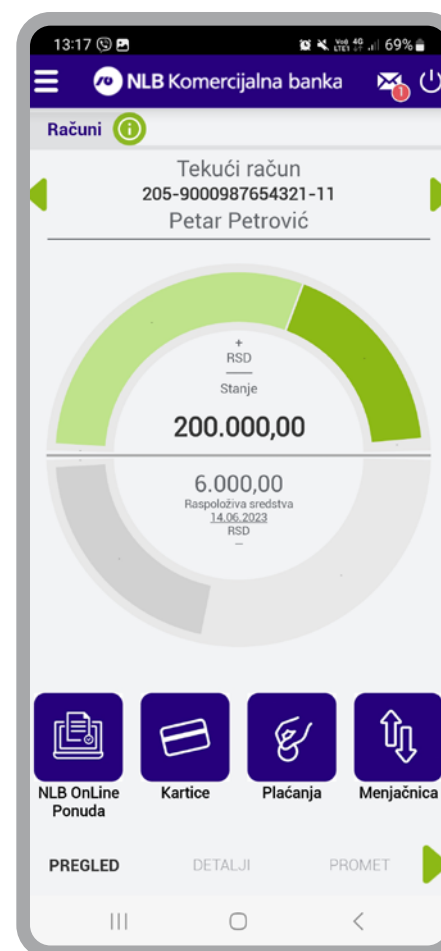 13:17 69%
NLB Komercijalna banka
1
Računi
Tekući račun
205-9000987654321-11
Petar Petrović
+
RSD
Stanje
200.000,00
6.000,00
Raspoloživa sredstva
14.06.2023
RSD
–
NLB OnLine Ponuda
Kartice
Plaćanja
Menjačnica
PREGLED DETALJI PROMET